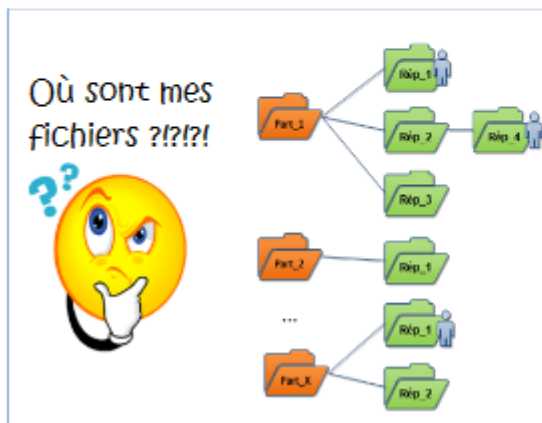 Où sont mes
fichiers ?!?!?!
??
Part_1
Rép_1
Rép_2
Rép_4
Rép_3
Part_2
Rép_1
...
Part_X
Rép_1
Rép_2